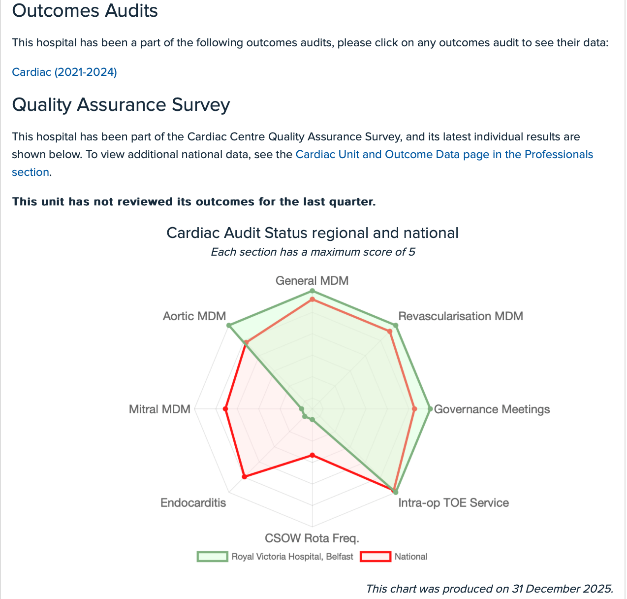 Outcomes Audits
This hospital has been a part of the following outcomes audits, please click on any outcomes audit to see their data:
Cardiac (2021-2024)
Quality Assurance Survey
This hospital has been part of the Cardiac Centre Quality Assurance Survey, and its latest individual results are
shown below. To view additional national data, see the Cardiac Unit and Outcome Data page in the Professionals
section.
This unit has not reviewed its outcomes for the last quarter.
Cardiac Audit Status regional and national
Each section has a maximum score of 5
General MDM
Aortic MDM
Revascularisation MDM
Mitral MDM
Governance Meetings
Endocarditis
Intra-op TOE Service
CSOW Rota Freq.
Royal Victoria Hospital, Belfast
National
This chart was produced on 31 December 2025.